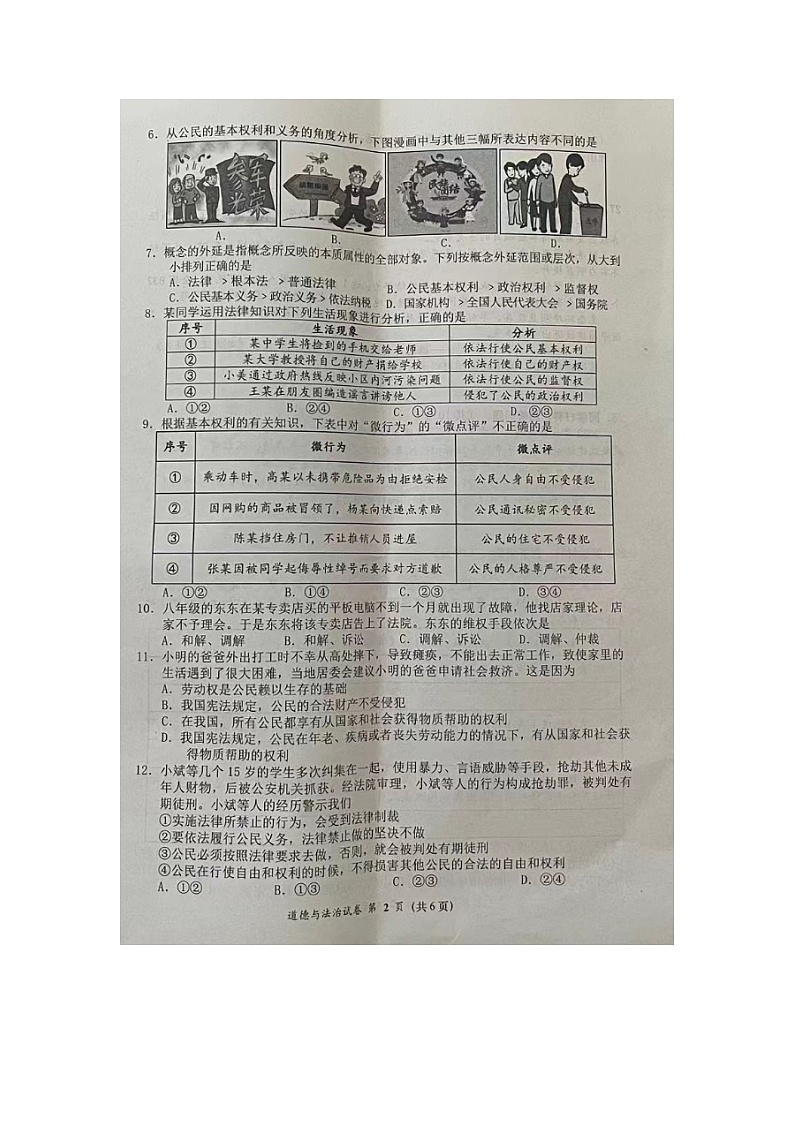 6．从公民的基本权利和义务的角度分析，下图漫画中与其他三幅所表达内容不同的是
参军
光荣
民族
团结
A.
B.
C.
D.
7．概念的外延是指概念所反映的本质属性的全部对象。下列按概念外延范围或层次，从大到
小排列正确的是
A．法律 ＞根本法 ＞普通法律
B．公民基本权利 ＞政治权利 ＞监督权
C．公民基本义务＞政治义务＞依法纳税
D．国家机构 ＞全国人民代表大会 ＞国务院
8．某同学运用法律知识对下列生活现象进行分析，正确的是
序号 生活现象 分析
① 某中学生将捡到的手机交给老师 依法行使公民基本权利
② 某大学教授将自己的财产捐给学校 依法行使自己的财产权
③ 小美通过政府热线反映小区内河污染问题 依法行使公民的监督权
④ 王某在朋友圈编造谣言诽谤他人 侵犯了公民的政治权利
A．①② B．②④ C．①③ D．②③
9．根据基本权利的有关知识，下表中对“微行为”的“微点评”不正确的是
序号 微行为 微点评
① 乘动车时，高某以未携带危险品为由拒绝安检 公民人身自由不受侵犯
② 因网购的商品被冒领了，杨某向快递点索赔 公民通讯秘密不受侵犯
③ 陈某挡住房门，不让推销人员进屋 公民的住宅不受侵犯
④ 张某因被同学起侮辱性绰号而要求对方道歉 公民的人格尊严不受侵犯
A．①② B．①④ C．②③ D．③④
10．八年级的东东在某专卖店买的平板电脑不到一个月就出现了故障，他找店家理论，店
家不予理会。于是东东将该专卖店告上了法院。东东的维权手段依次是
A．和解、调解 B．和解、诉讼 C．调解、诉讼 D．调解、仲裁
11．小明的爸爸外出打工时不幸从高处摔下，导致瘫痪，不能出去正常工作，致使家里的
生活遇到了很大困难，当地居委会建议小明的爸爸申请社会救济。这是因为
A．劳动权是公民赖以生存的基础
B．我国宪法规定，公民的合法财产不受侵犯
C．在我国，所有公民都享有从国家和社会获得物质帮助的权利
D．我国宪法规定，公民在年老、疾病或者丧失劳动能力的情况下，有从国家和社会获
得物质帮助的权利
12．小斌等几个 15 岁的学生多次纠集在一起，使用暴力、言语威胁等手段，抢劫其他未成
年人财物，后被公安机关抓获。经法院审理，小斌等人的行为构成抢劫罪，被判处有
期徒刑。小斌等人的经历警示我们
①实施法律所禁止的行为，会受到法律制裁
②要依法履行公民义务，法律禁止做的坚决不做
③公民必须按照法律要求去做，否则，就会被判处有期徒刑
④公民在行使自由和权利的时候，不得损害其他公民的合法的自由和权利
A．①② B．①③ C．②③ D．②④
道德与法治试卷 第 2 页 (共6页)